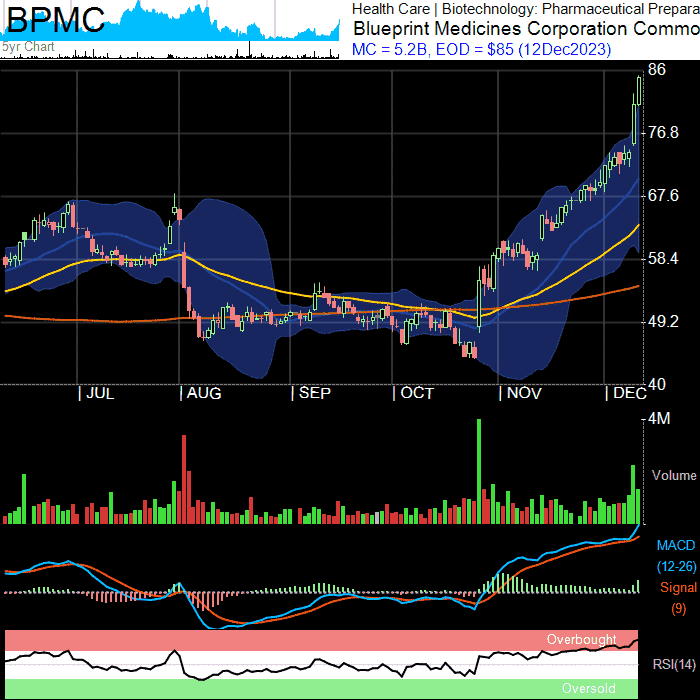 BPMC
5yr Chart
Health Care | Biotechnology: Pharmaceutical Prepara
Blueprint Medicines Corporation Commo
MC = 5.2B, EOD = $85 (12Dec2023)
86
76.8
67.6
58.4
49.2
40
| JUL | AUG | SEP | OCT | NOV | DEC
4M
Volume
MACD
(12-26)
Signal
(9)
Overbought
RSI(14)
Oversold